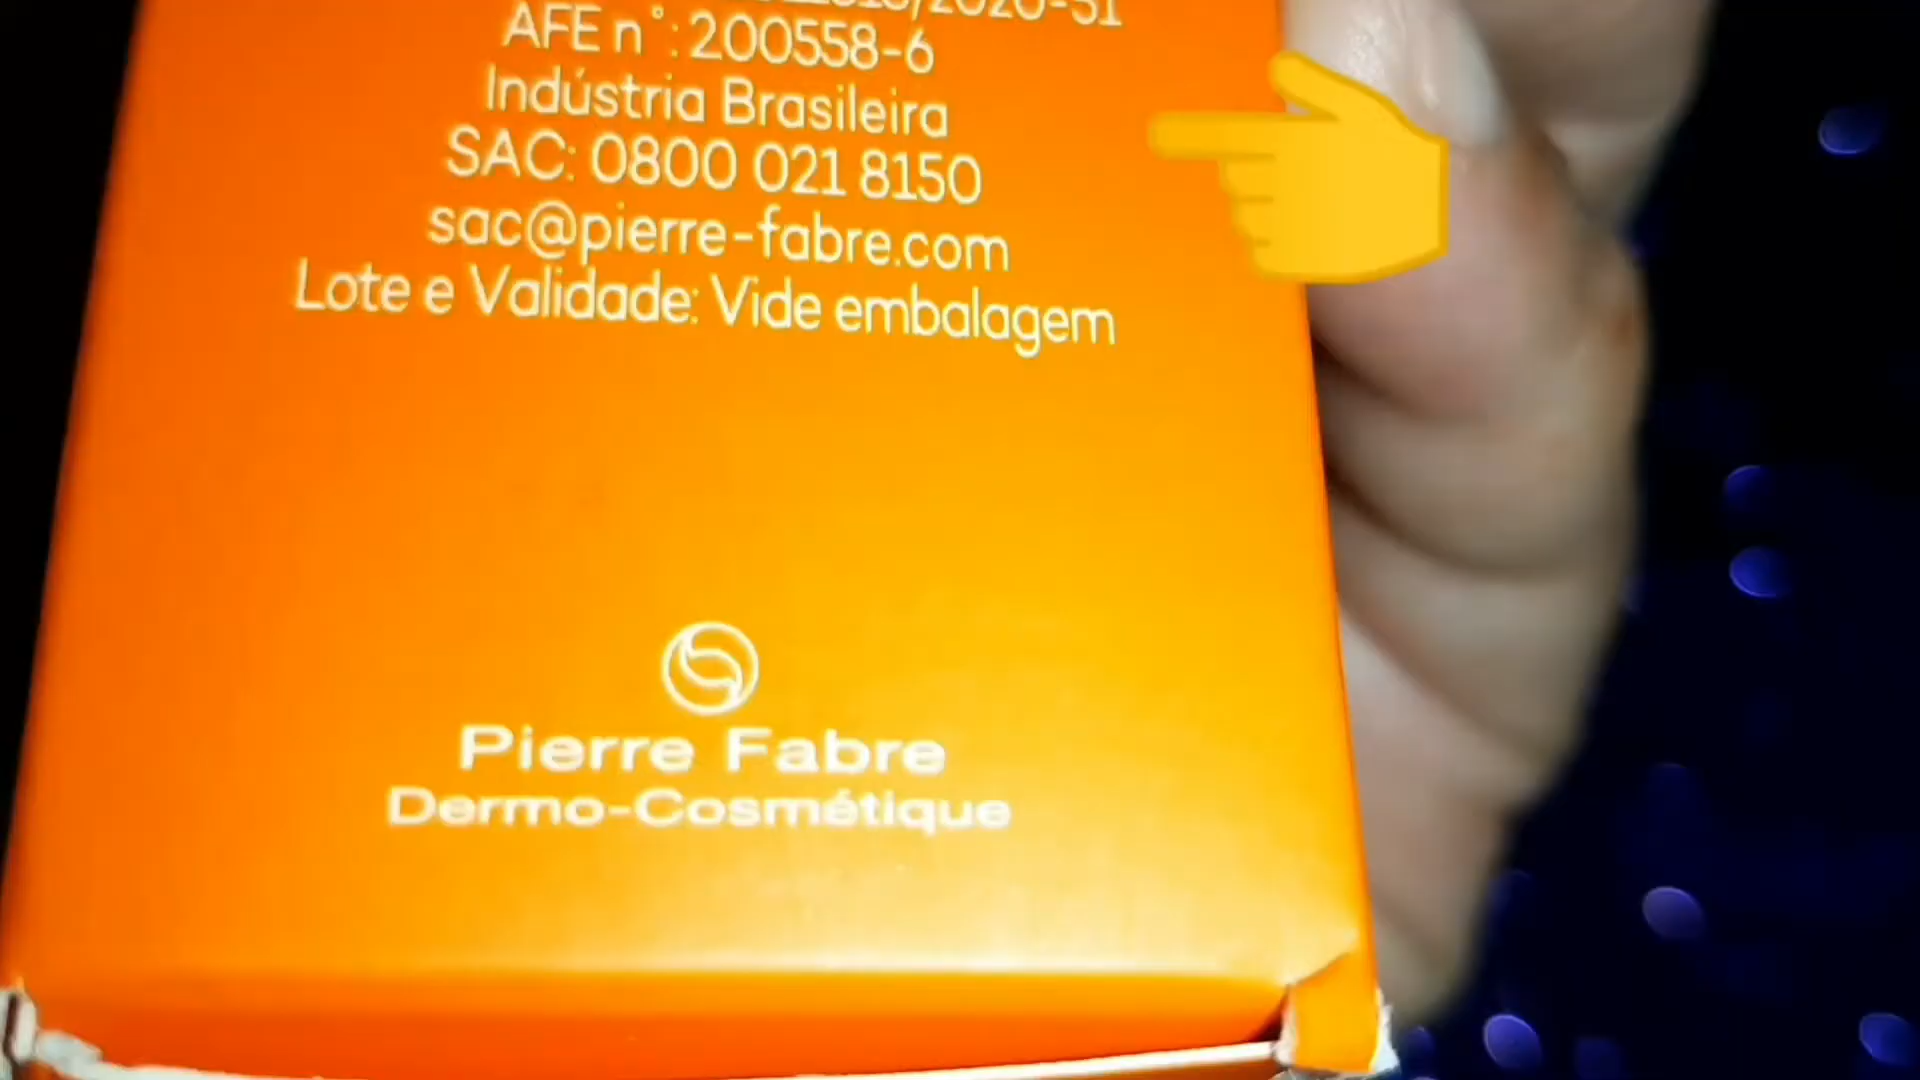 AFE n°: 200558-6
Indústria Brasileira
SAC: 0800 021 8150
sac@pierre-fabre.com
Lote e Validade: Vide embalagem
Pierre Fabre
Dermo-Cosmétique